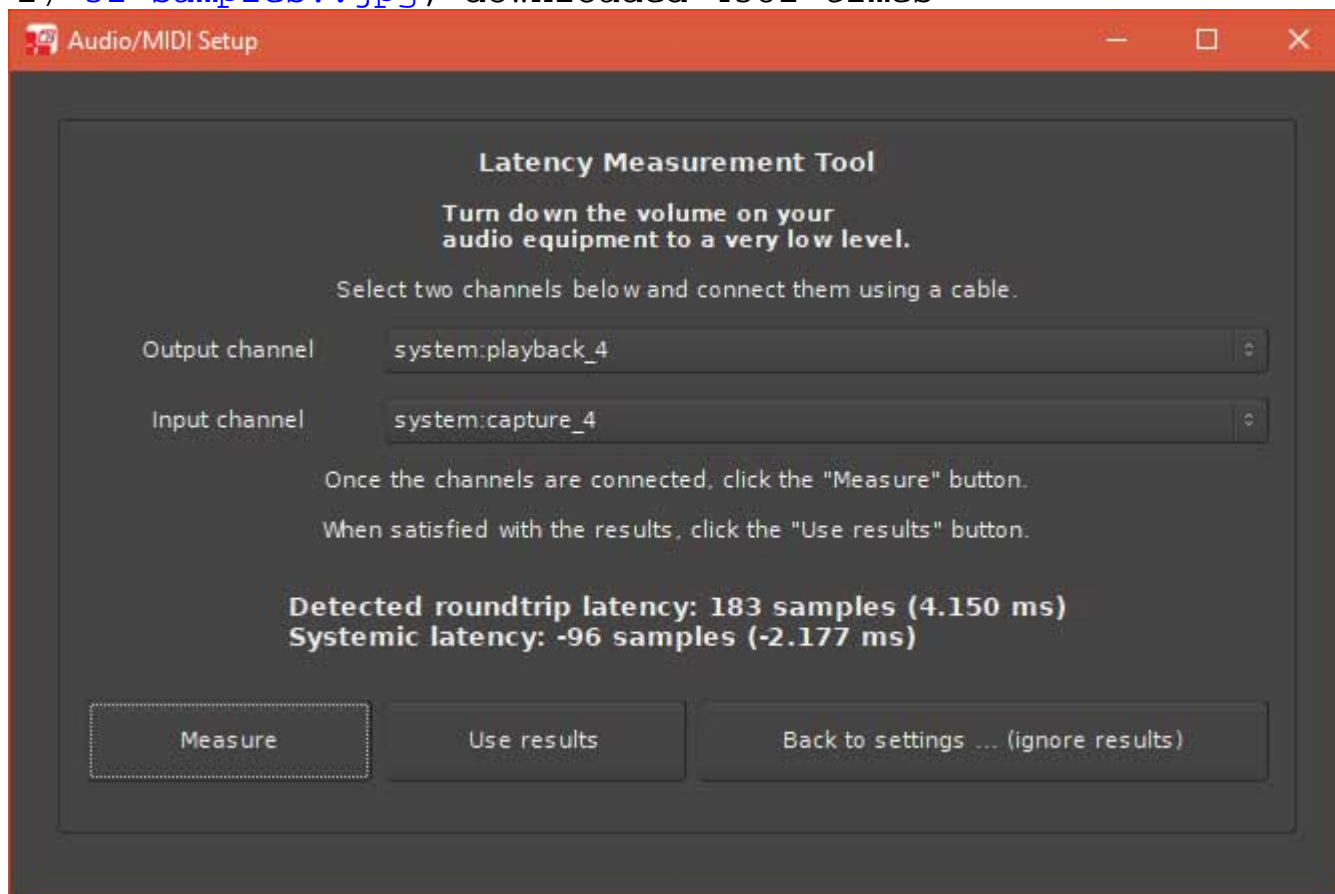 Audio/MIDI Setup
Latency Measurement Tool
Turn down the volume on your
audio equipment to a very low level.
Select two channels below and connect them using a cable.
Output channel system:playback_4
Input channel system:capture_4
Once the channels are connected, click the "Measure" button.
When satisfied with the results, click the "Use results" button.
Detected roundtrip latency: 183 samples (4.150 ms)
Systemic latency: -96 samples (-2.177 ms)
Measure Use results Back to settings ... (ignore results)